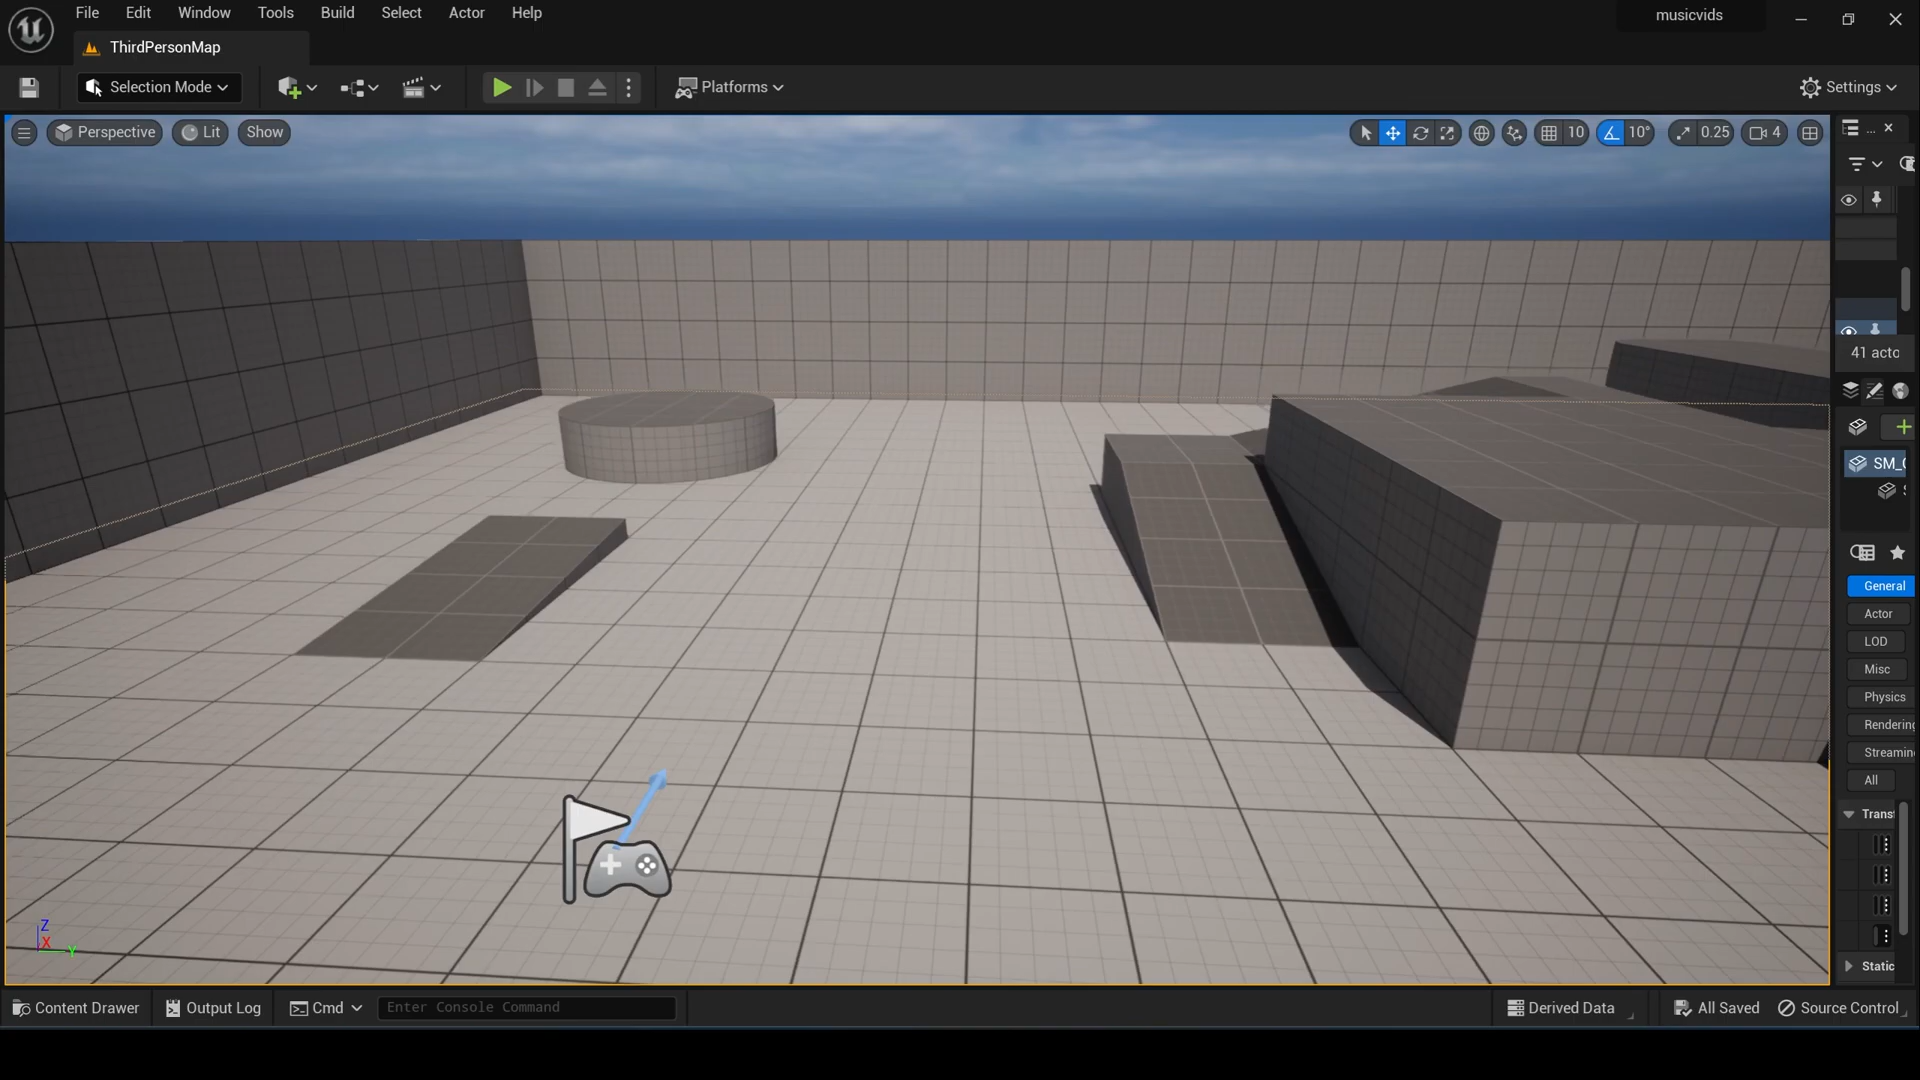 File Edit Window Tools Build Select Actor Help
musicvids
ThirdPersonMap
Selection Mode
Platforms
Settings
Perspective
Lit
Show
10
10°
0.25
4
...
41 acto
SM_
General
Actor
LOD
Misc
Physics
Rendering
Streamin
All
Transf
Static
Z
X
Y
Content Drawer
Output Log
Cmd
Enter Console Command
Derived Data
All Saved
Source Control